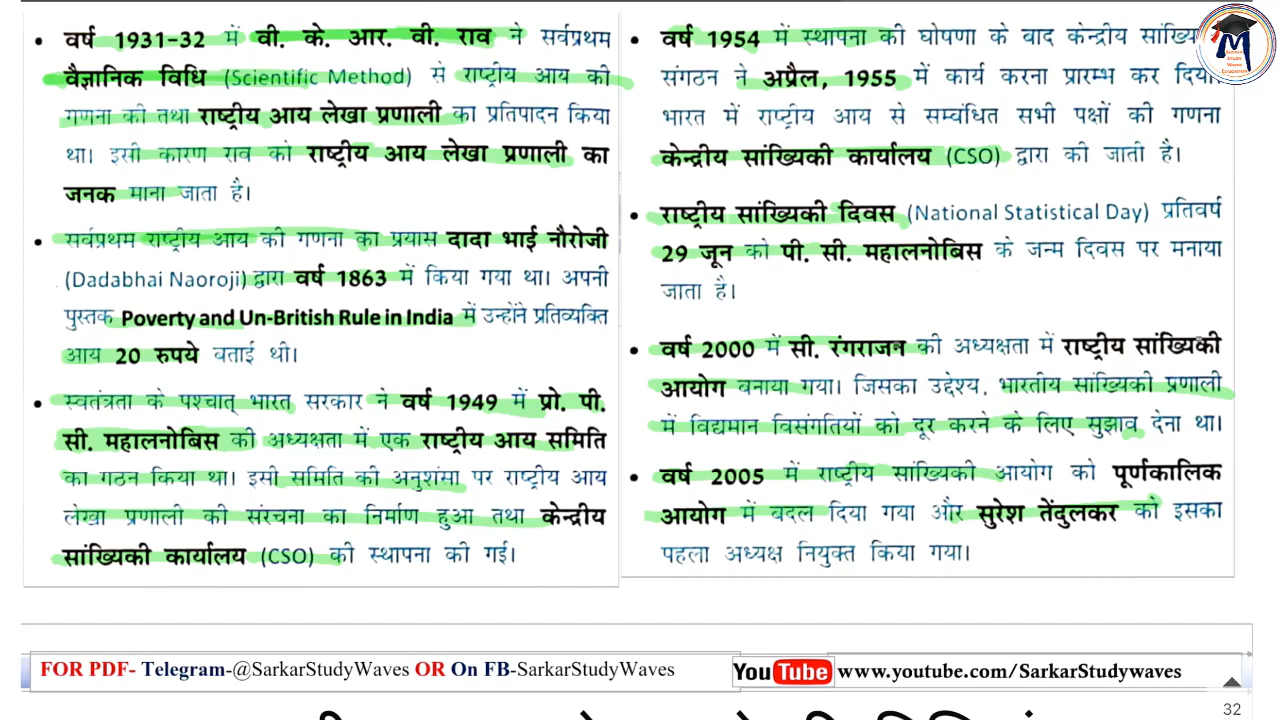 • वर्ष 1931-32 में वी. के. आर. वी. राव ने सर्वप्रथम
वैज्ञानिक विधि (Scientific Method) से राष्ट्रीय आय की
गणना की तथा राष्ट्रीय आय लेखा प्रणाली का प्रतिपादन किया
था। इसी कारण राव को राष्ट्रीय आय लेखा प्रणाली का
जनक माना जाता है।
• सर्वप्रथम राष्ट्रीय आय की गणना का प्रयास दादा भाई नौरोजी
(Dadabhai Naoroji) द्वारा वर्ष 1863 में किया गया था। अपनी
पुस्तक Poverty and Un-British Rule in India में उन्होंने प्रतिव्यक्ति
आय 20 रुपये बताई थी।
• स्वतंत्रता के पश्चात् भारत सरकार ने वर्ष 1949 में प्रो. पी.
सी. महालनोबिस की अध्यक्षता में एक राष्ट्रीय आय समिति
का गठन किया था। इसी समिति की अनुशंसा पर राष्ट्रीय आय
लेखा प्रणाली की संरचना का निर्माण हुआ तथा केन्द्रीय
सांख्यिकी कार्यालय (CSO) की स्थापना की गई।
• वर्ष 1954 में स्थापना की घोषणा के बाद केन्द्रीय
संगठन ने अप्रैल, 1955 में कार्य करना प्रारम्भ कर दिया।
भारत में राष्ट्रीय आय से सम्वंधित सभी पक्षों की गणना
केन्द्रीय सांख्यिकी कार्यालय (CSO) द्वारा की जाती है।
• राष्ट्रीय सांख्यिकी दिवस (National Statistical Day) प्रतिवर्ष
29 जून को पी. सी. महालनोबिस के जन्म दिवस पर मनाया
जाता है।
• वर्ष 2000 में सी. रंगराजन की अध्यक्षता में राष्ट्रीय सांख्यिकी
आयोग बनाया गया। जिसका उद्देश्य, भारतीय सांख्यिकी प्रणाली
में विद्यमान विसंगतियों को दूर करने के लिए सुझाव देना था।
• वर्ष 2005 में राष्ट्रीय सांख्यिकी आयोग को पूर्णकालिक
आयोग में बदल दिया गया और सुरेश तेंदुलकर को इसका
पहला अध्यक्ष नियुक्त किया गया।
SARKAR
STUDY
WAVES
EDUCATION
FOR PDF- Telegram-@SarkarStudyWaves OR On FB-SarkarStudyWaves
YouTube www.youtube.com/SarkarStudywaves
32